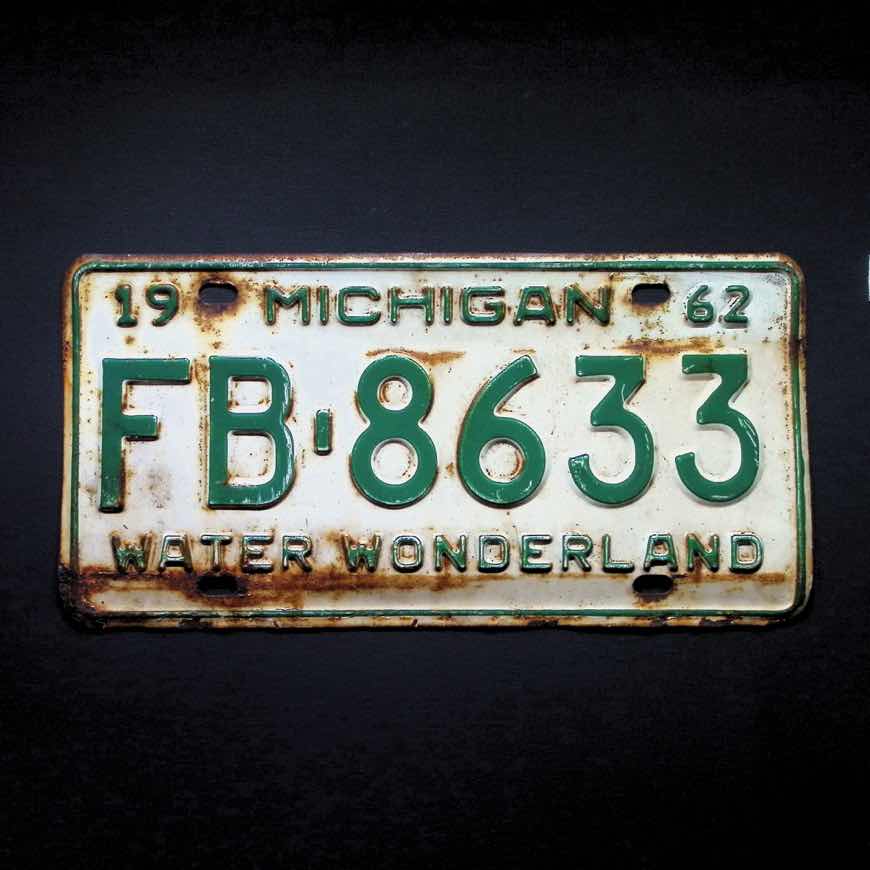 19 MICHIGAN 62
FB-8633
WATER WONDERLAND